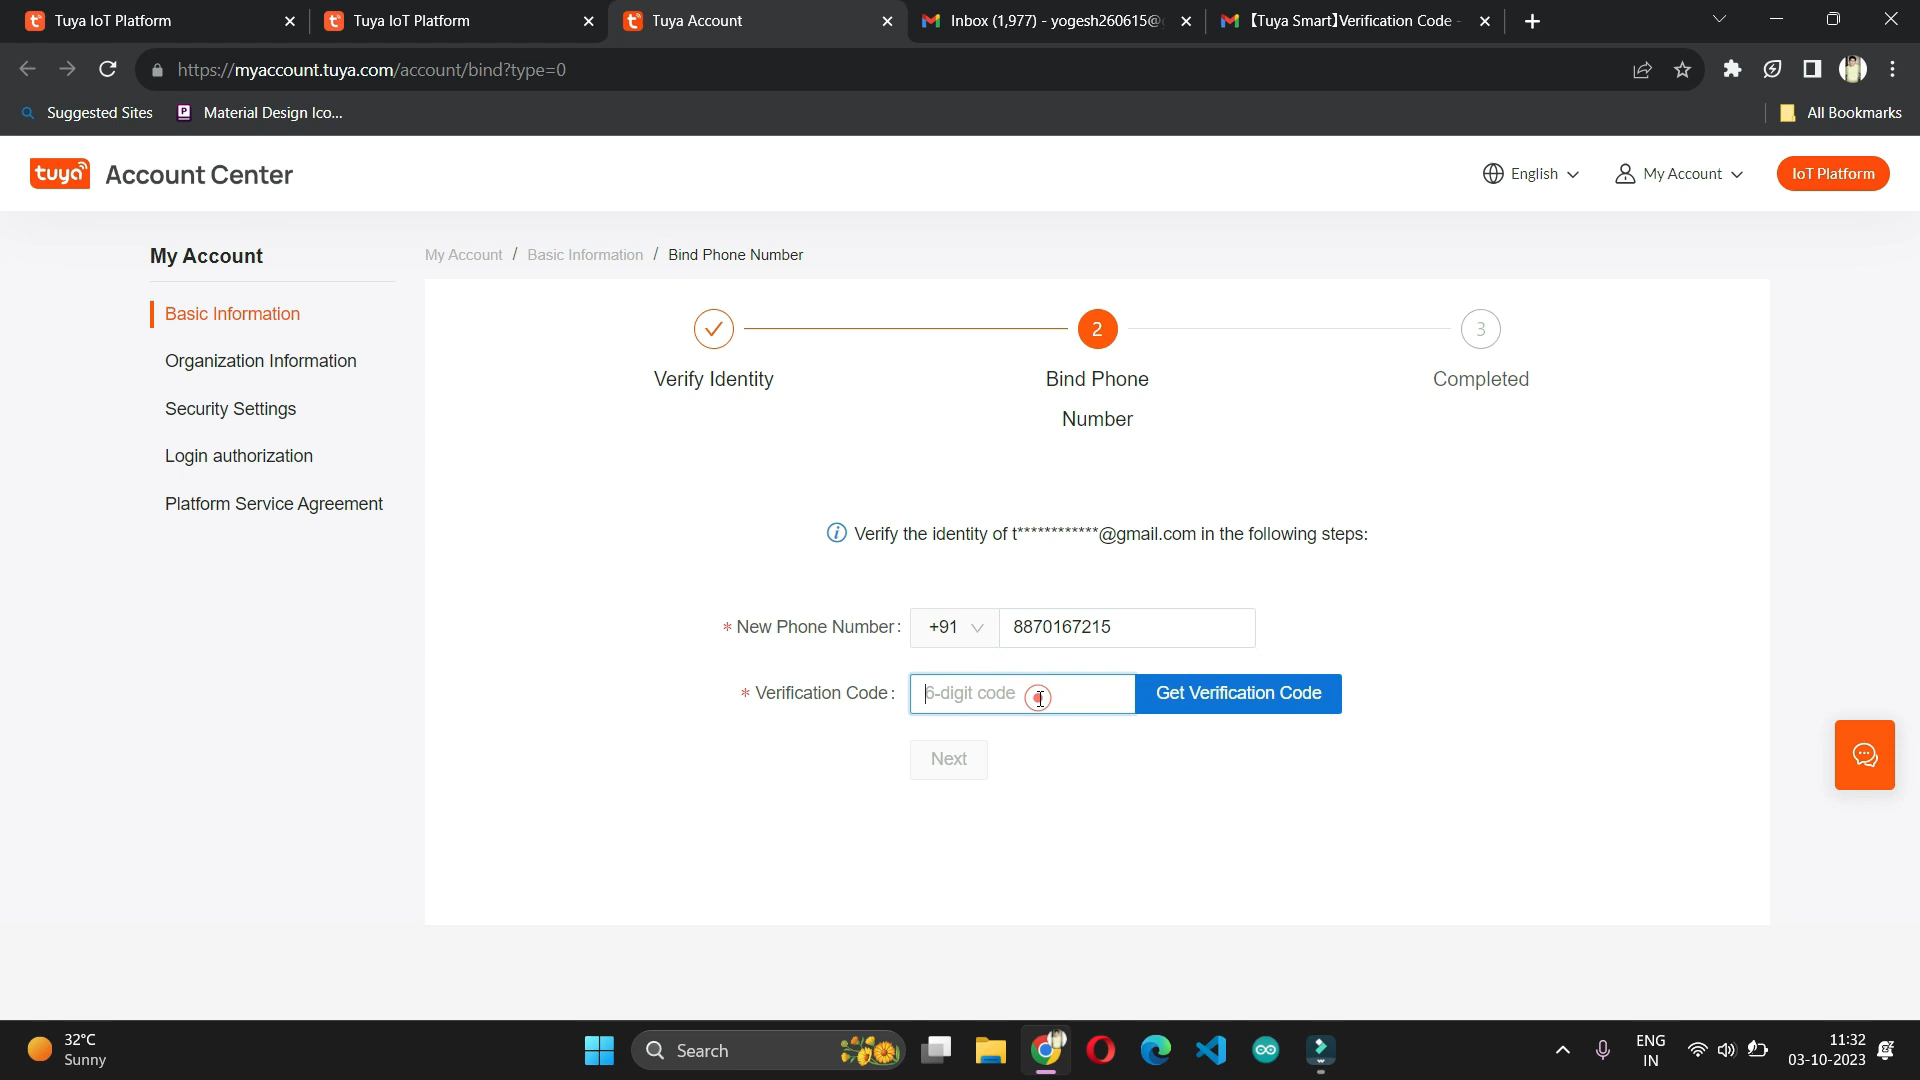 Tuya IoT Platform
Tuya IoT Platform
Tuya Account
Inbox (1,977) - yogesh260615@
【Tuya Smart】Verification Code -
https://myaccount.tuya.com/account/bind?type=0
Suggested Sites
Material Design Ico...
All Bookmarks
tuya Account Center
English
My Account
IoT Platform
My Account
My Account / Basic Information / Bind Phone Number
Basic Information
Organization Information
Security Settings
Login authorization
Platform Service Agreement
2
3
Verify Identity
Bind Phone
Number
Completed
Verify the identity of t************@gmail.com in the following steps:
* New Phone Number: +91 8870167215
* Verification Code: 6-digit code Get Verification Code
Next
32°C
Sunny
Search
ENG
IN
11:32
03-10-2023